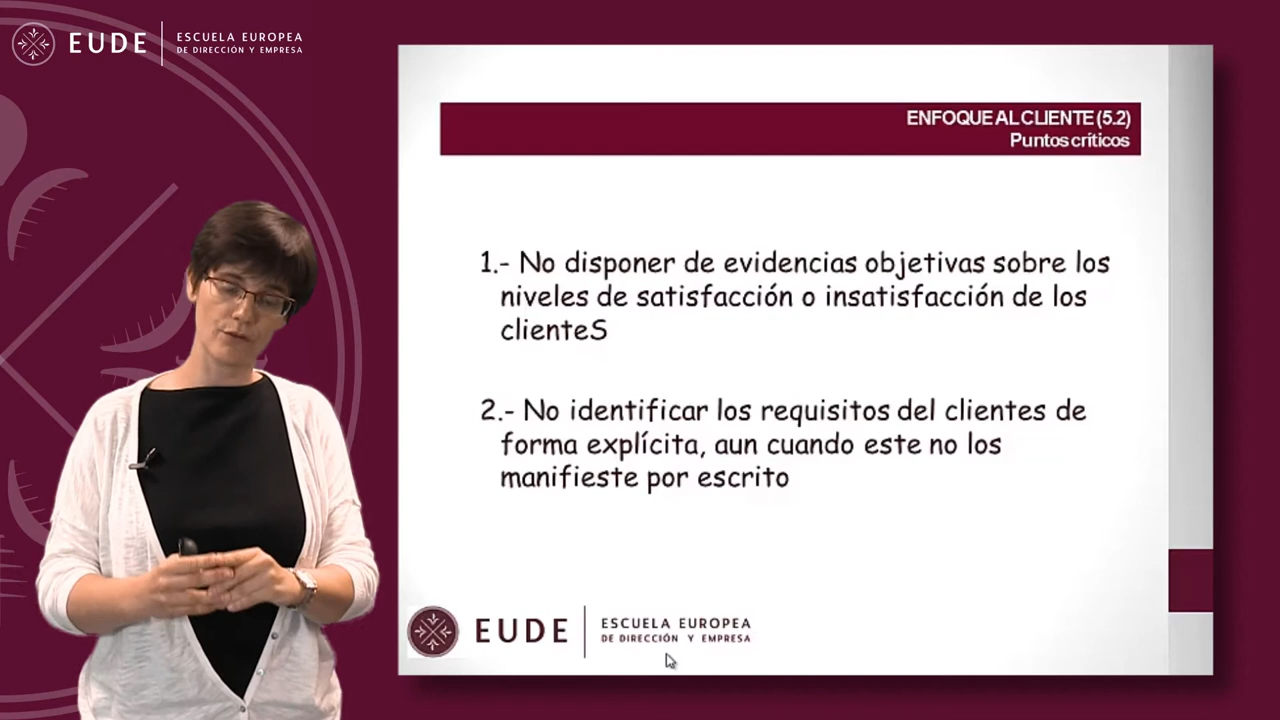 EUDE
ESCUELA EUROPEA
DE DIRECCIÓN Y EMPRESA
ENFOQUE AL CLIENTE (5.2)
Puntos críticos
1.- No disponer de evidencias objetivas sobre los
niveles de satisfacción o insatisfacción de los
clienteS
2.- No identificar los requisitos del clientes de
forma explícita, aun cuando este no los
manifieste por escrito
EUDE
ESCUELA EUROPEA
DE DIRECCIÓN Y EMPRESA